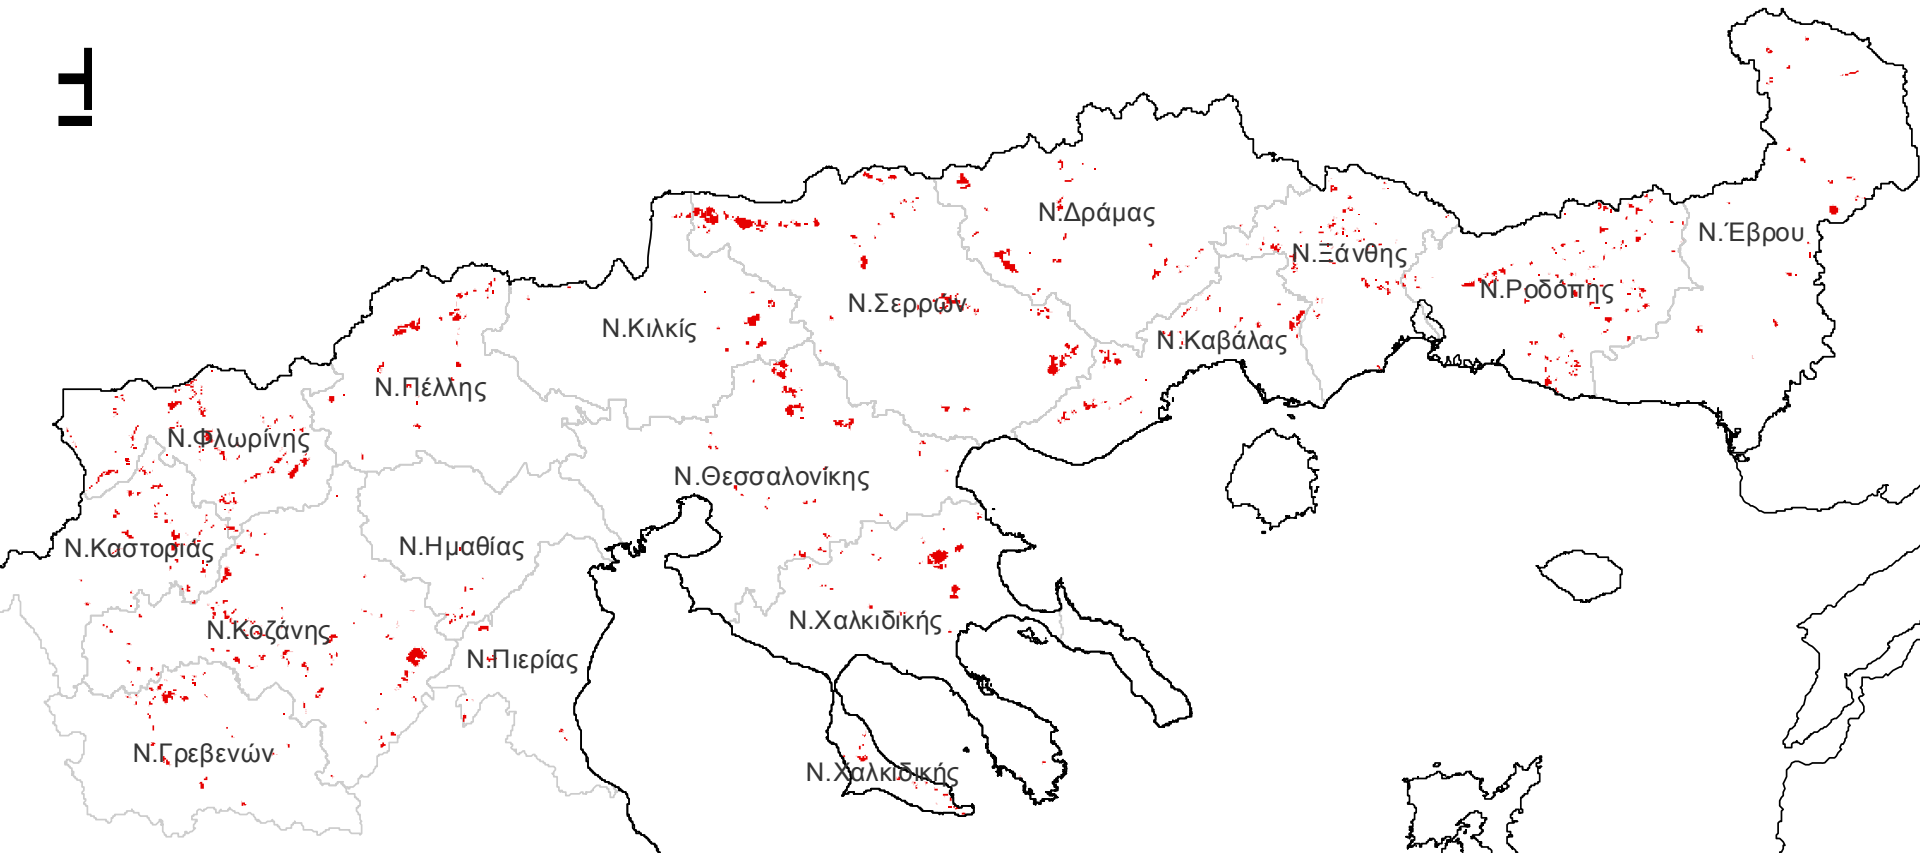 Ν.Δράμας
Ν.Έβρου
Ν.Ξάνθης
Ν.Ροδόπης
Ν.Σερρών
Ν.Κιλκίς
Ν.Καβάλας
Ν.Πέλλης
Ν.Φλωρίνης
Ν.Θεσσαλονίκης
Ν.Καστοριάς
Ν.Ημαθίας
Ν.Κοζάνης
Ν.Χαλκιδικής
Ν.Πιερίας
Ν.Γρεβενών
Ν.Χαλκιδικής